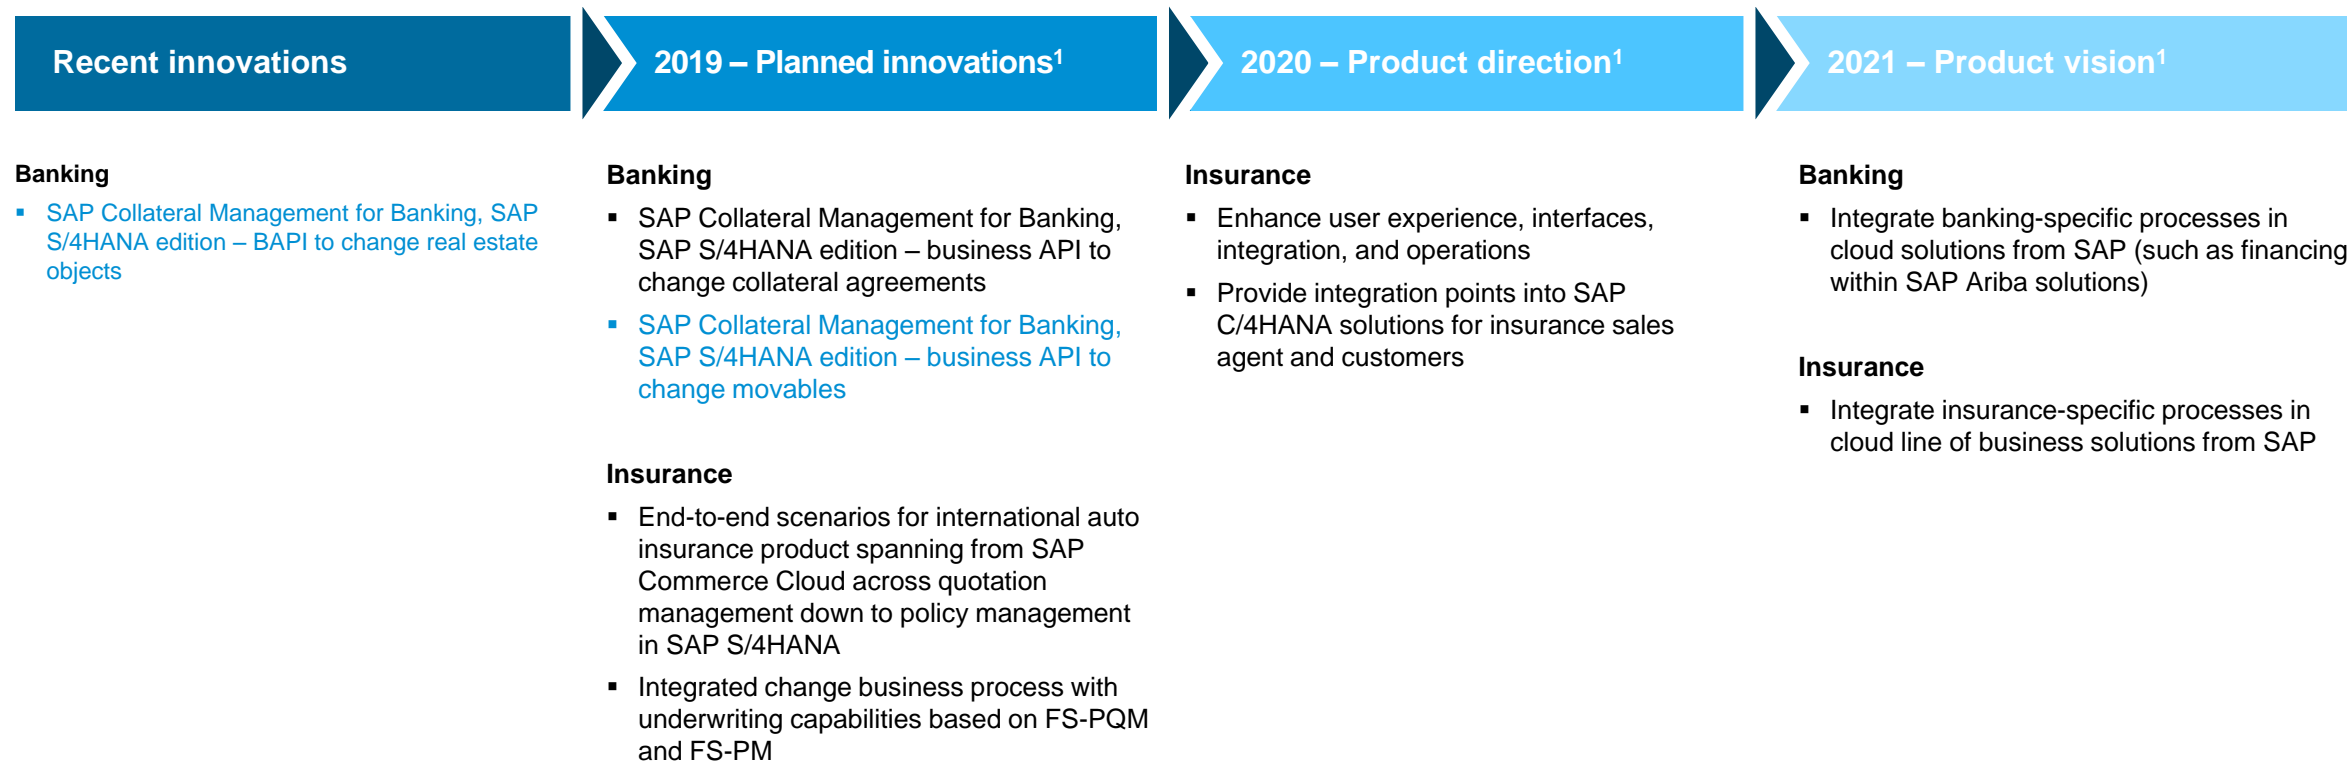 Recent innovations
2019 – Planned innovations¹
2020 – Product direction¹
2021 – Product vision¹
Banking
▪ SAP Collateral Management for Banking, SAP
S/4HANA edition – BAPI to change real estate
objects
Banking
▪ SAP Collateral Management for Banking,
SAP S/4HANA edition – business API to
change collateral agreements
▪ SAP Collateral Management for Banking,
SAP S/4HANA edition – business API to
change movables
Insurance
▪ End-to-end scenarios for international auto
insurance product spanning from SAP
Commerce Cloud across quotation
management down to policy management
in SAP S/4HANA
▪ Integrated change business process with
underwriting capabilities based on FS-PQM
and FS-PM
Insurance
▪ Enhance user experience, interfaces,
integration, and operations
▪ Provide integration points into SAP
C/4HANA solutions for insurance sales
agent and customers
Banking
▪ Integrate banking-specific processes in
cloud solutions from SAP (such as financing
within SAP Ariba solutions)
Insurance
▪ Integrate insurance-specific processes in
cloud line of business solutions from SAP